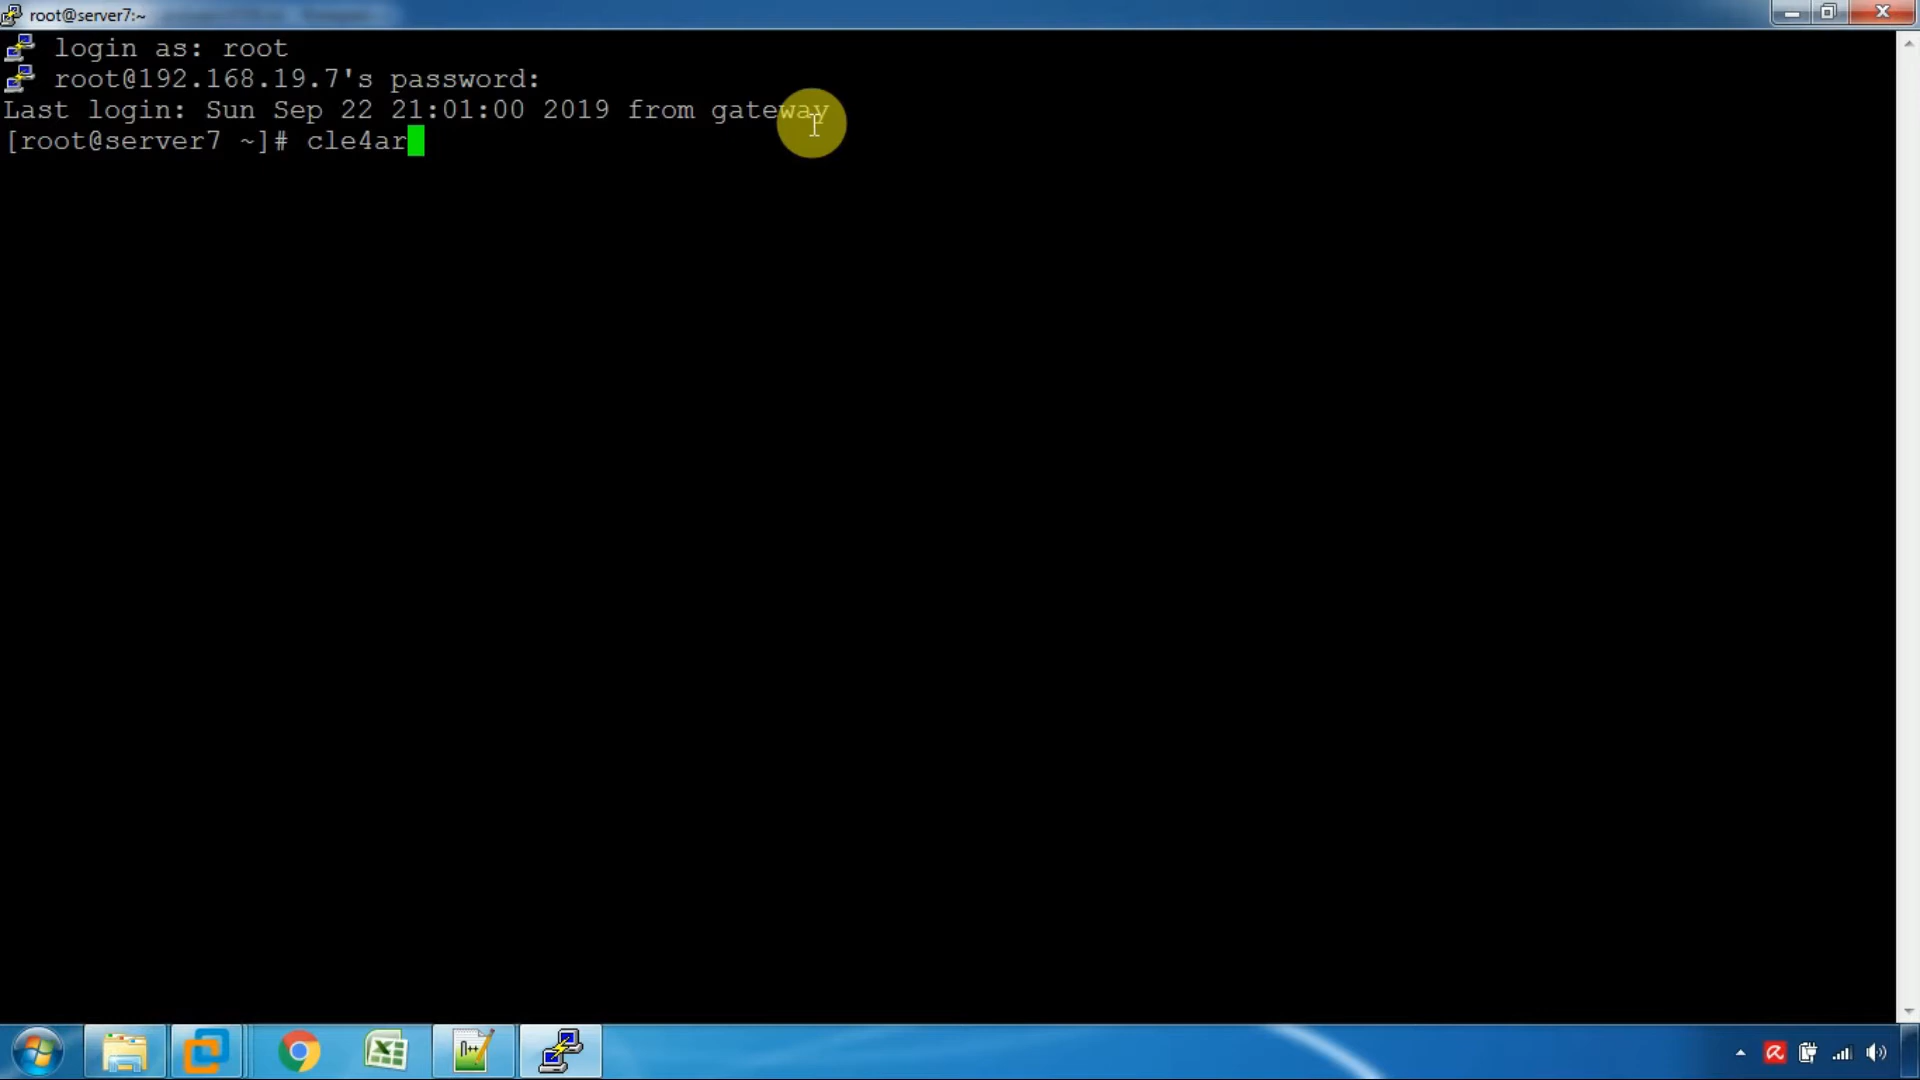 root@server7:~
login as: root
root@192.168.19.7's password:
Last login: Sun Sep 22 21:01:00 2019 from gateway
[root@server7 ~]# cle4ar